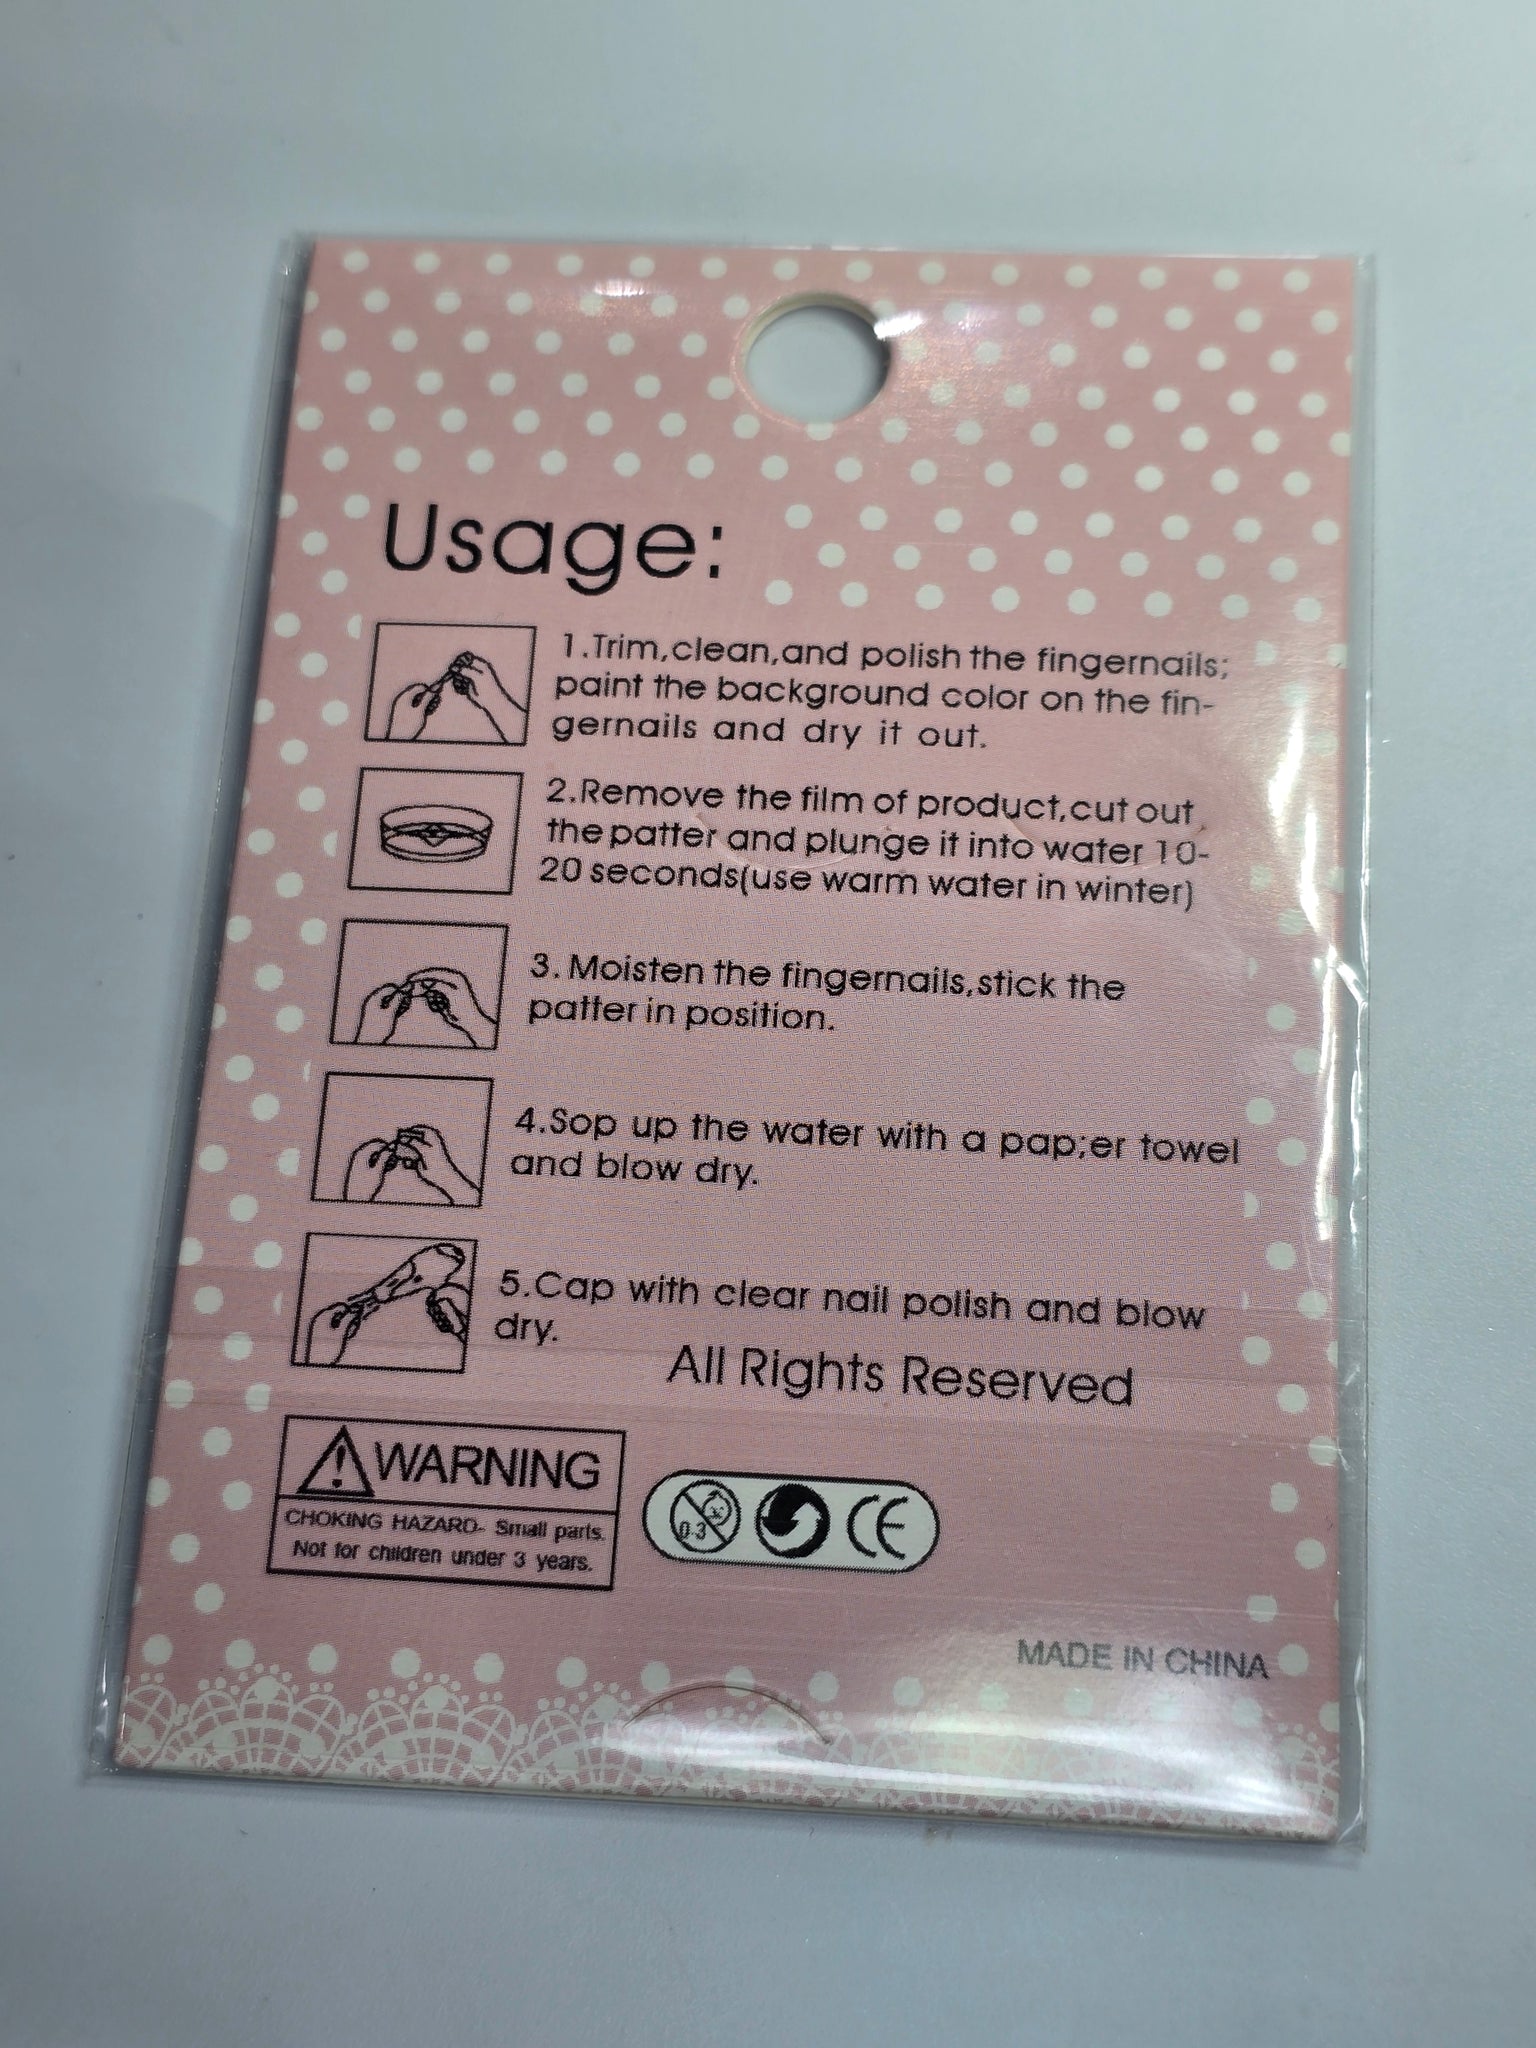 Usage:
1.Trim,clean,and polish the fingernails;
paint the background color on the fin-
gernails and dry it out.
2.Remove the film of product,cut out
the patter and plunge it into water 10-
20 seconds(use warm water in winter)
3. Moisten the fingernails,stick the
patter in position.
4.Sop up the water with a pap;er towel
and blow dry.
5.Cap with clear nail polish and blow
dry.
All Rights Reserved
WARNING
CHOKING HAZARD- Small parts.
Not for children under 3 years.
0-3 CE
MADE IN CHINA